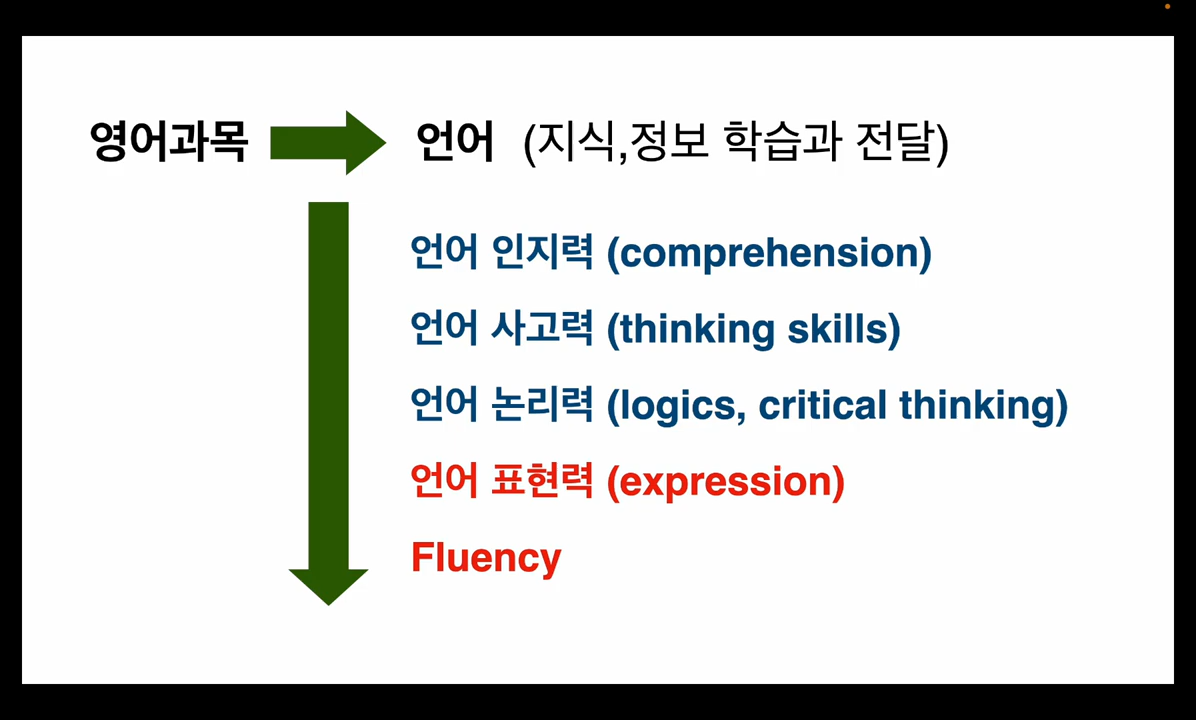 영어과목 언어 (지식,정보 학습과 전달)
언어 인지력 (comprehension)
언어 사고력 (thinking skills)
언어 논리력 (logics, critical thinking)
언어 표현력 (expression)
Fluency